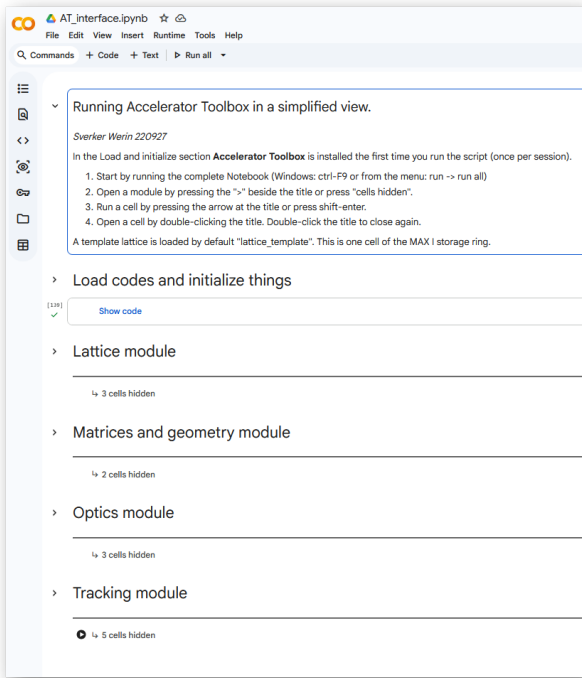 AT_interface.ipynb
File Edit View Insert Runtime Tools Help
Commands + Code + Text Run all
Running Accelerator Toolbox in a simplified view.
Sverker Werin 220927
In the Load and initialize section Accelerator Toolbox is installed the first time you run the script (once per session).
1. Start by running the complete Notebook (Windows: ctrl-F9 or from the menu: run -> run all)
2. Open a module by pressing the ">" beside the title or press "cells hidden".
3. Run a cell by pressing the arrow at the title or press shift-enter.
4. Open a cell by double-clicking the title. Double-click the title to close again.
A template lattice is loaded by default "lattice_template". This is one cell of the MAX I storage ring.
Load codes and initialize things
Show code
Lattice module
3 cells hidden
Matrices and geometry module
2 cells hidden
Optics module
3 cells hidden
Tracking module
5 cells hidden